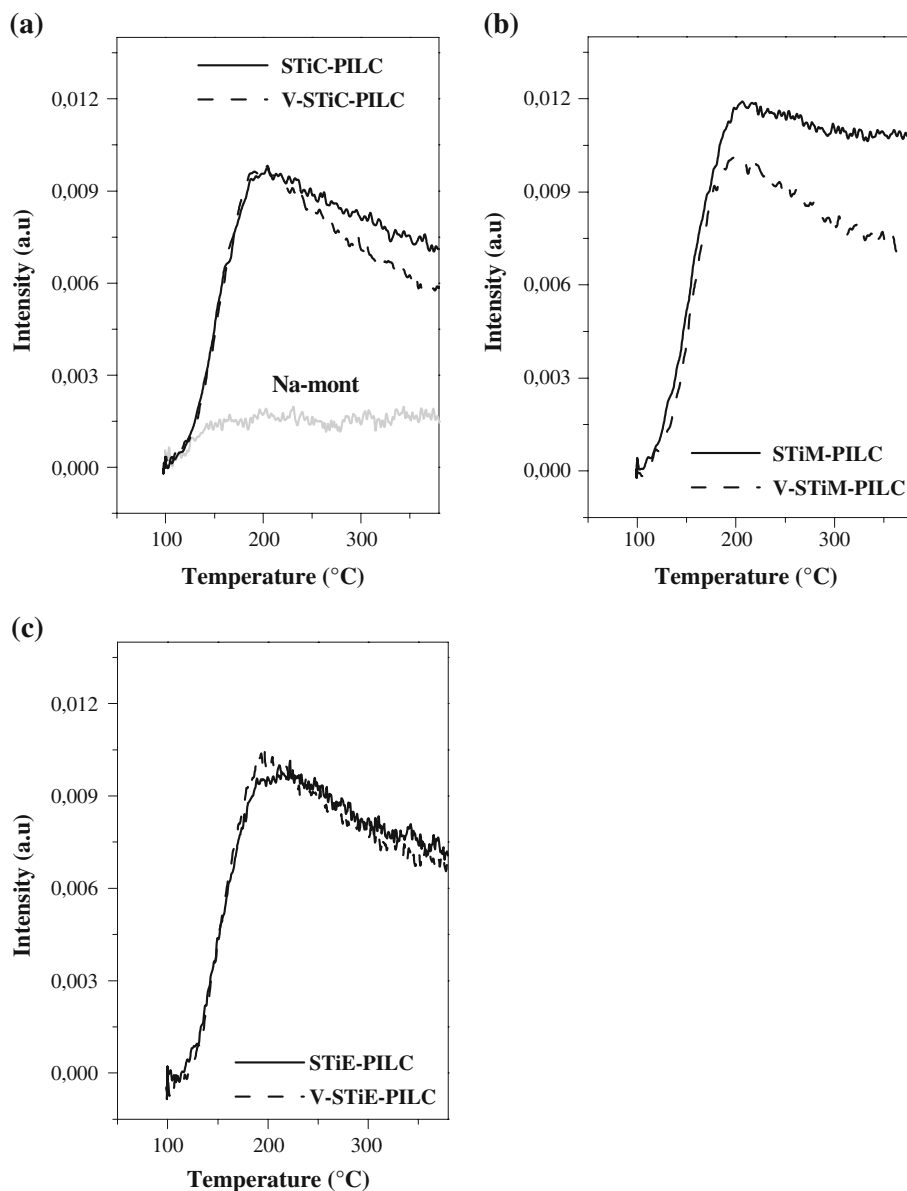 (a)
STiC-PILC
V-STiC-PILC
0,012
0,009
0,006
0,003
0,000
Na-mont
100 200 300
Intensity (a.u)
Temperature (°C)
(b)
0,012
0,009
0,006
0,003
0,000
STiM-PILC
V-STiM-PILC
100 200 300
Intensity (a.u)
Temperature (°C)
(c)
0,012
0,009
0,006
0,003
0,000
STiE-PILC
V-STiE-PILC
100 200 300
Intensity (a.u)
Temperature (°C)